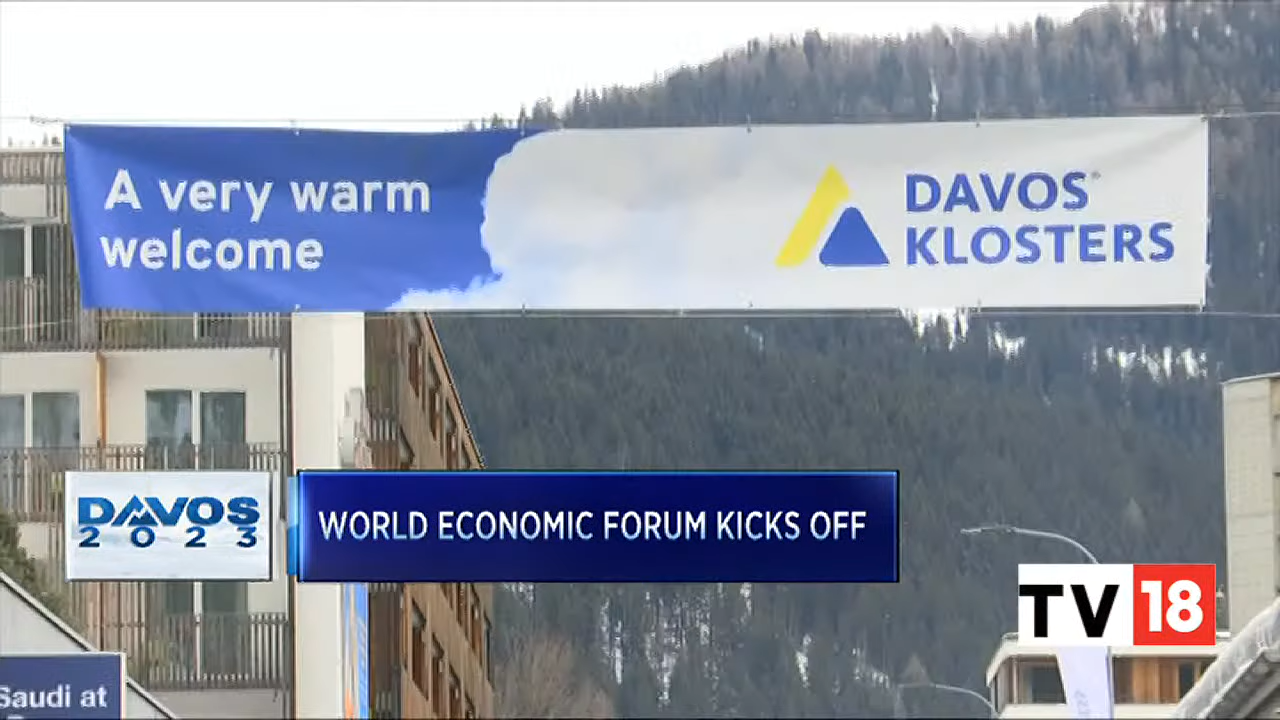 A very warm
welcome
DAVOS
KLOSTERS
DAVOS
2023
WORLD ECONOMIC FORUM KICKS OFF
TV18
Saudi at